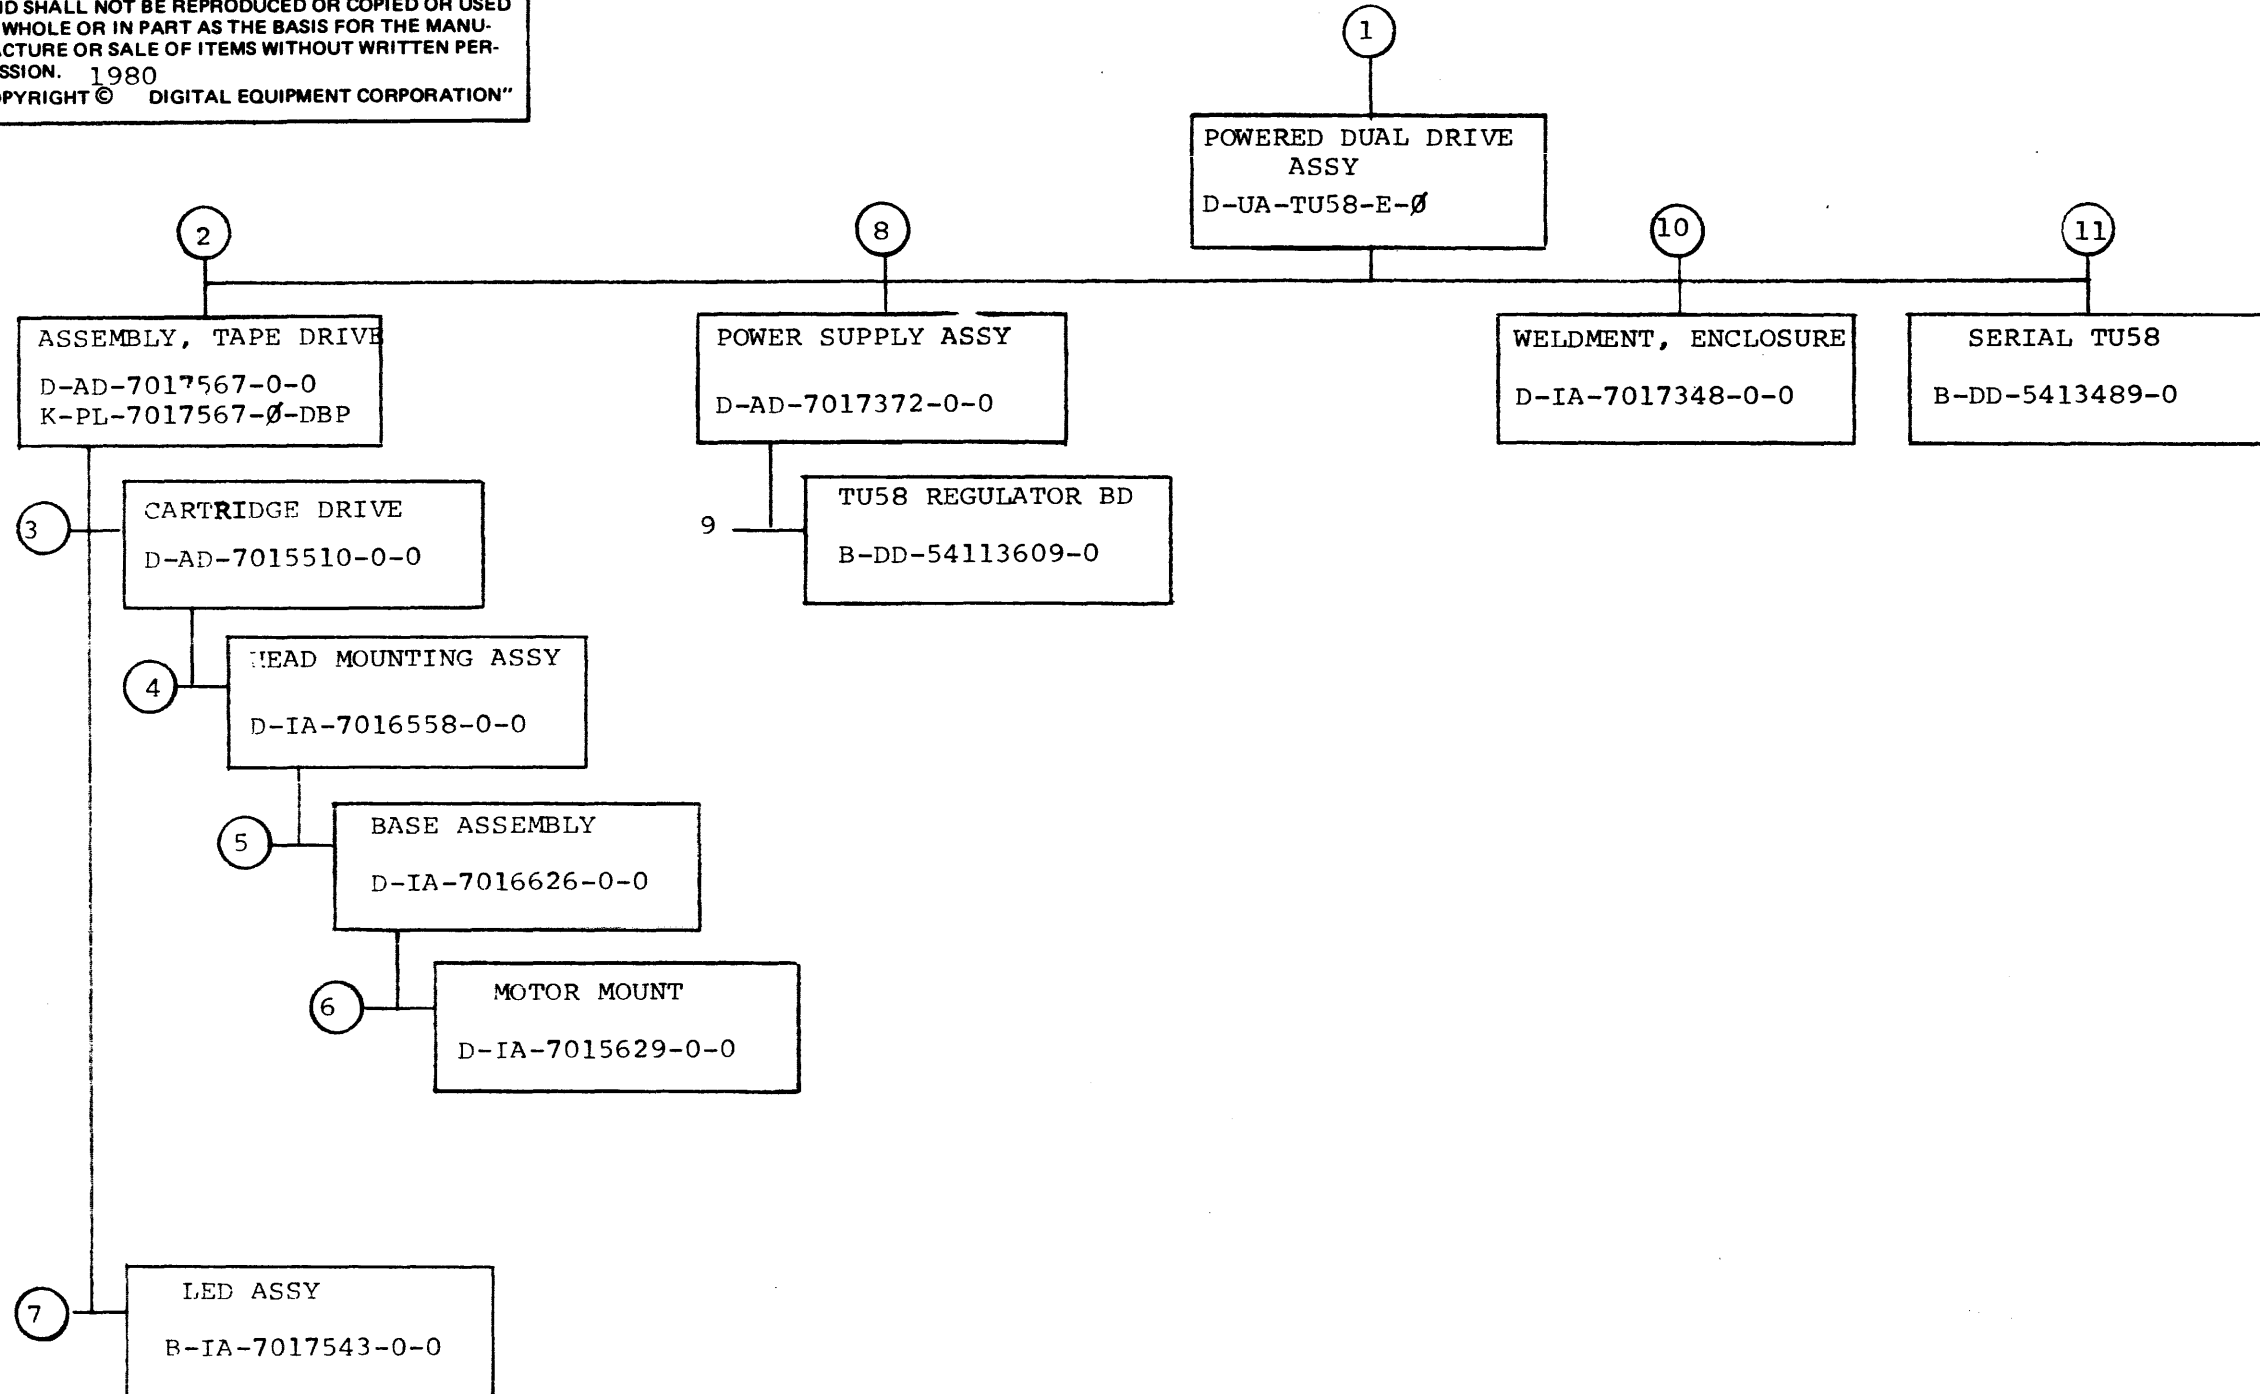 ND SHALL NOT BE REPRODUCED OR COPIED OR USED
WHOLE OR IN PART AS THE BASIS FOR THE MANU-
ACTURE OR SALE OF ITEMS WITHOUT WRITTEN PER-
SSION. 1980
OPYRIGHT © DIGITAL EQUIPMENT CORPORATION"
1
POWERED DUAL DRIVE
ASSY
D-UA-TU58-E-Ø
2
8
10
11
ASSEMBLY, TAPE DRIVE
D-AD-7017567-0-0
K-PL-7017567-Ø-DBP
POWER SUPPLY ASSY
D-AD-7017372-0-0
WELDMENT, ENCLOSURE
D-IA-7017348-0-0
SERIAL TU58
B-DD-5413489-0
3
CARTRIDGE DRIVE
D-AD-7015510-0-0
9
TU58 REGULATOR BD
B-DD-54113609-0
4
HEAD MOUNTING ASSY
D-IA-7016558-0-0
5
BASE ASSEMBLY
D-IA-7016626-0-0
6
MOTOR MOUNT
D-IA-7015629-0-0
7
LED ASSY
B-IA-7017543-0-0